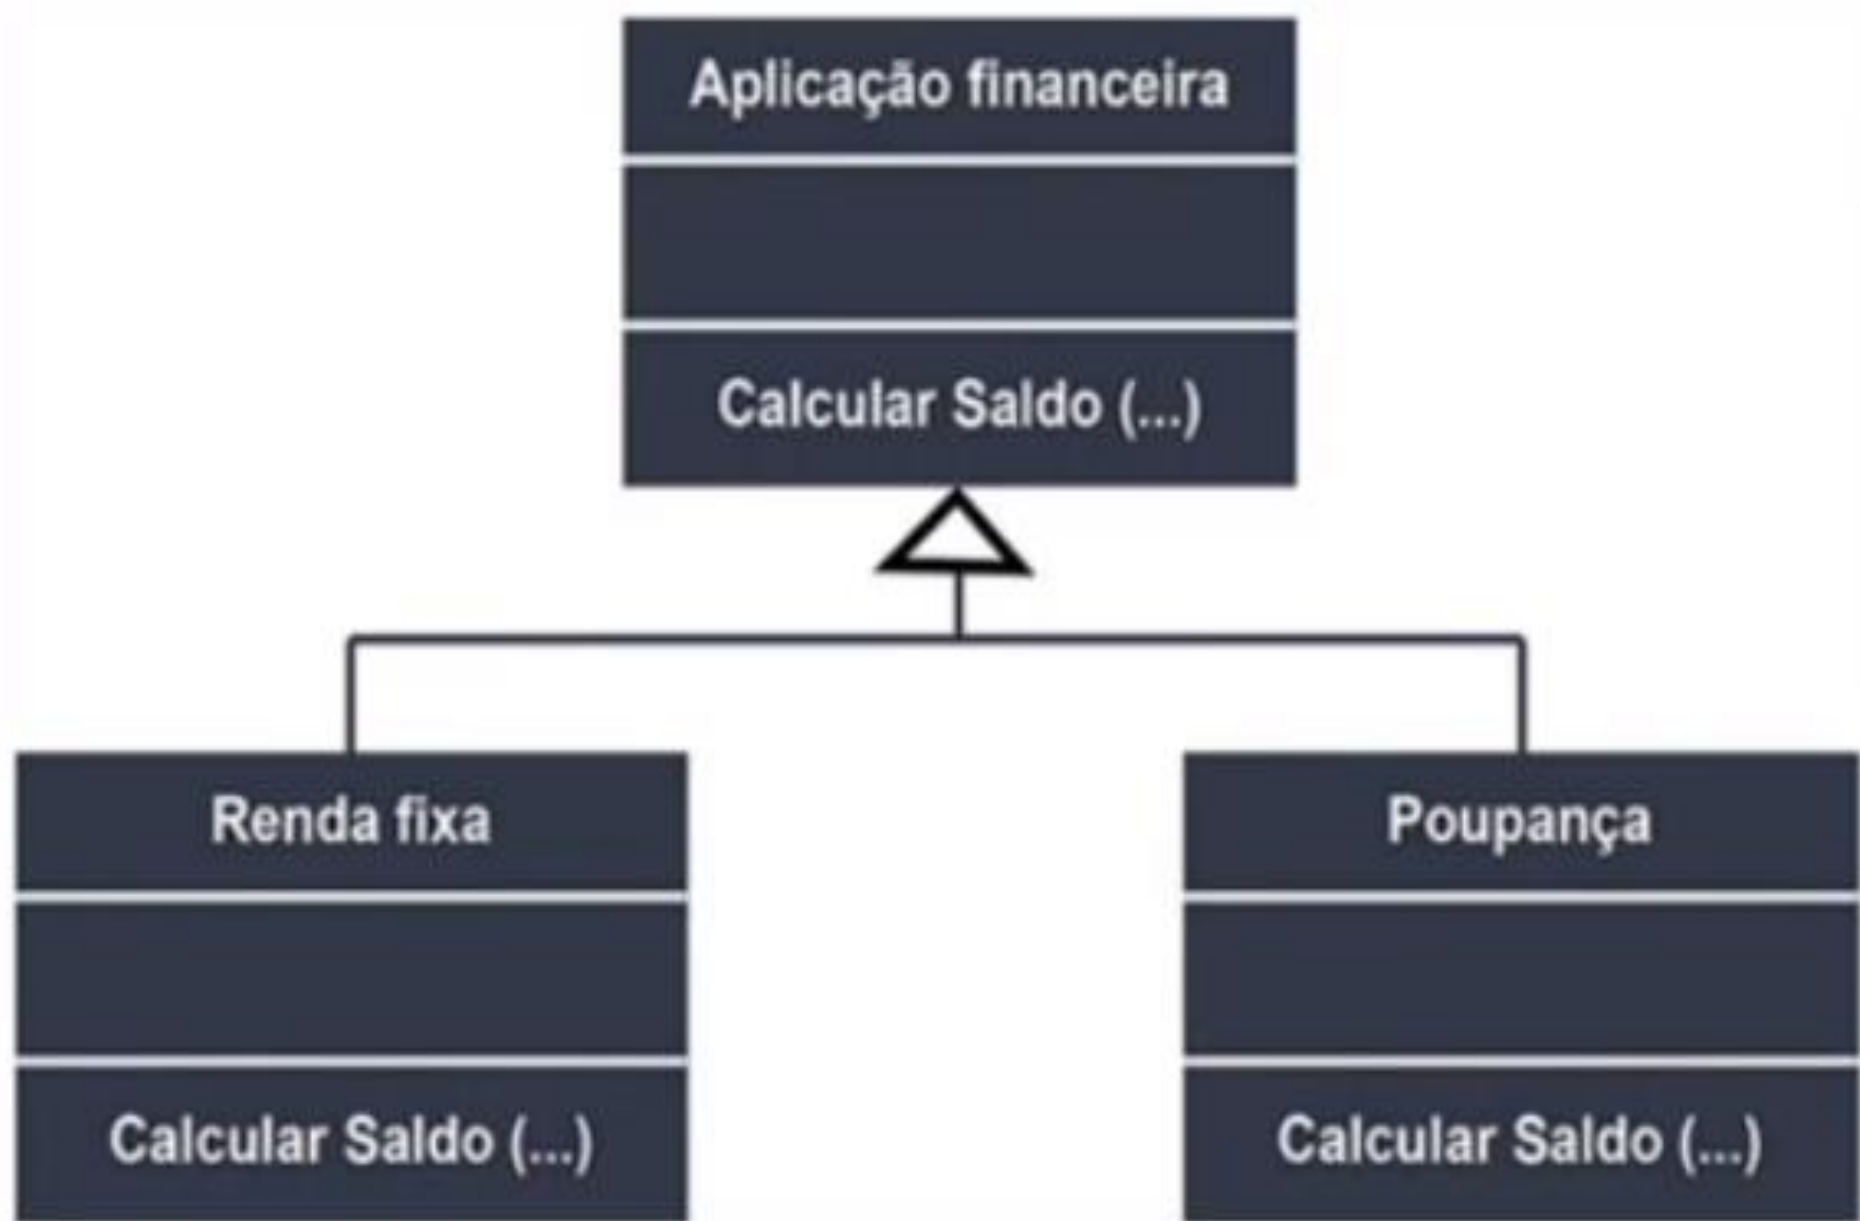 Aplicação financeira
Calcular Saldo (...)
Renda fixa
Calcular Saldo (...)
Poupança
Calcular Saldo (...)